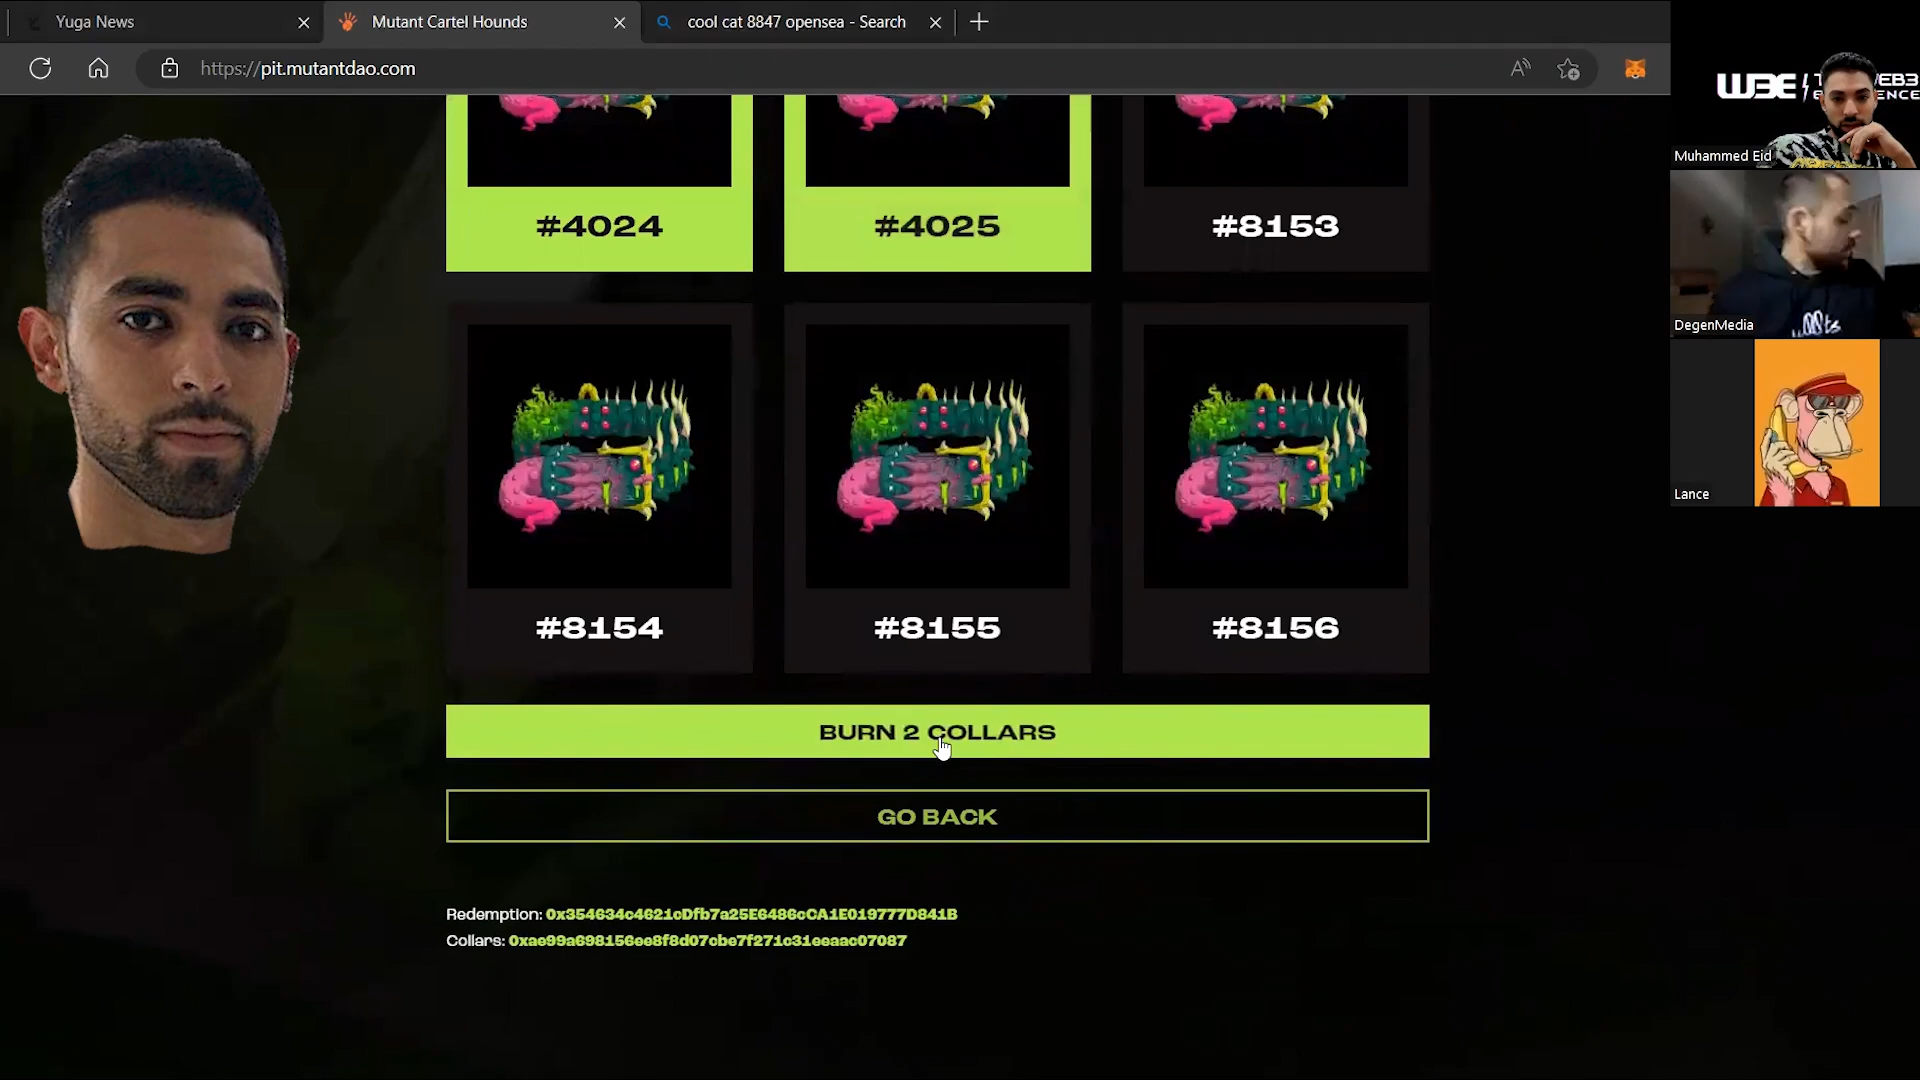 Yuga News
Mutant Cartel Hounds
cool cat 8847 opensea - Search
https://pit.mutantdao.com
#4024
#4025
#8153
#8154
#8155
#8156
BURN 2 COLLARS
GO BACK
Redemption: 0x354634c4621cDfb7a25E6486cCA1E019777D841B
Collars: 0xae99a698156ee8f8d07cbe7f271c31eeaac07087
W3E
Muhammed Eid
DegenMedia
Lance